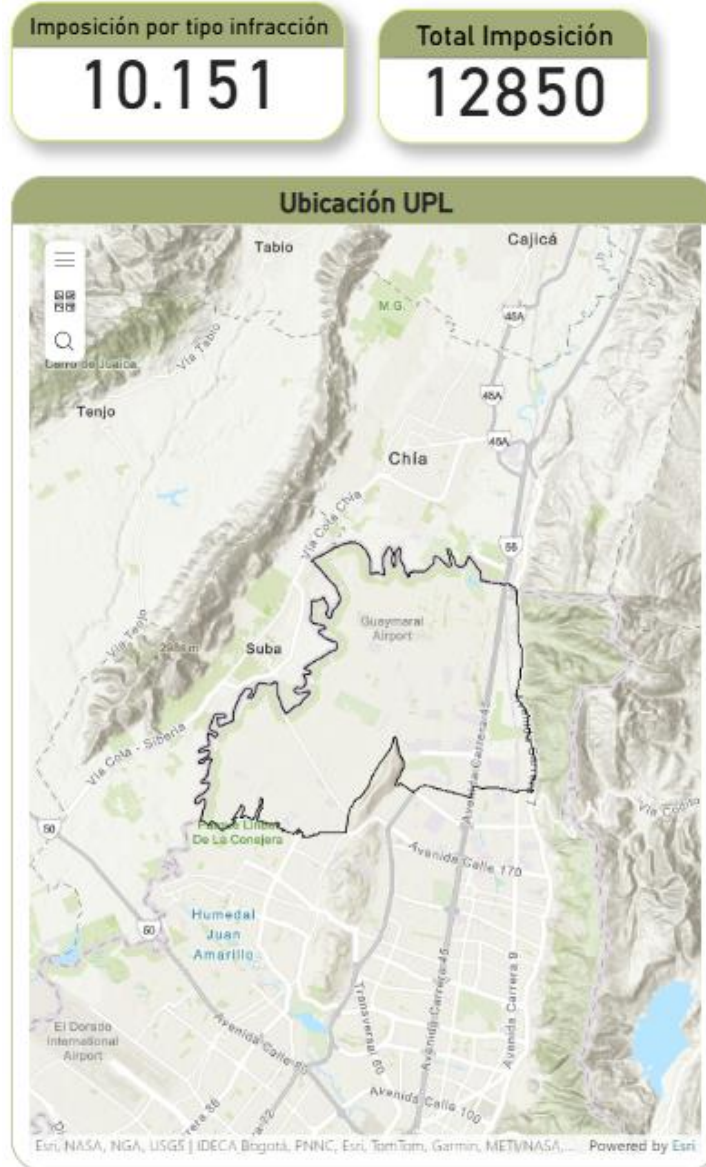 Imposición por tipo infracción
10.151
Total Imposición
12850
Ubicación UPL
Tabio
Cajicá
M.G.
45A
Vía Tabio
Cerro de Juaica
45A
Tenjo
45A
Chía
Vía Cota Chía
55
Guaymaral
Airport
Vía Tenjo
Suba
Vía Cota - Siberia
Avenida Carrera 45
50
De La Conejera
Vía Codito
Avenida Calle 170
Humedal
Juan
Amarillo
50
Transversal 60
Avenida Carrera 45
Avenida Carrera 9
El Dorado
International
Airport
Avenida Calle 80
Avenida Calle 100
Esri, NASA, NGA, USGS | IDECA Bogotá, PNNC, Esri, TomTom, Garmin, METI/NASA,... Powered by Esri